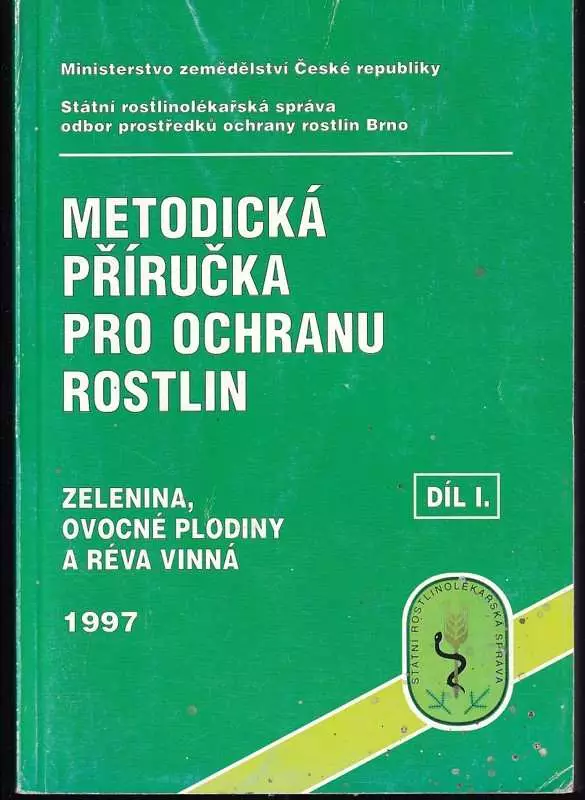 Ministerstvo zemědělství České republiky
Státní rostlinolékařská správa
odbor prostředků ochrany rostlin Brno
METODICKÁ
PŘÍRUČKA
PRO OCHRANU
ROSTLIN
ZELENINA,
OVOCNÉ PLODINY
A RÉVA VINNÁ
DÍL I.
1997
STÁTNÍ ROSTLINOLÉKAŘSKÁ SPRÁVA